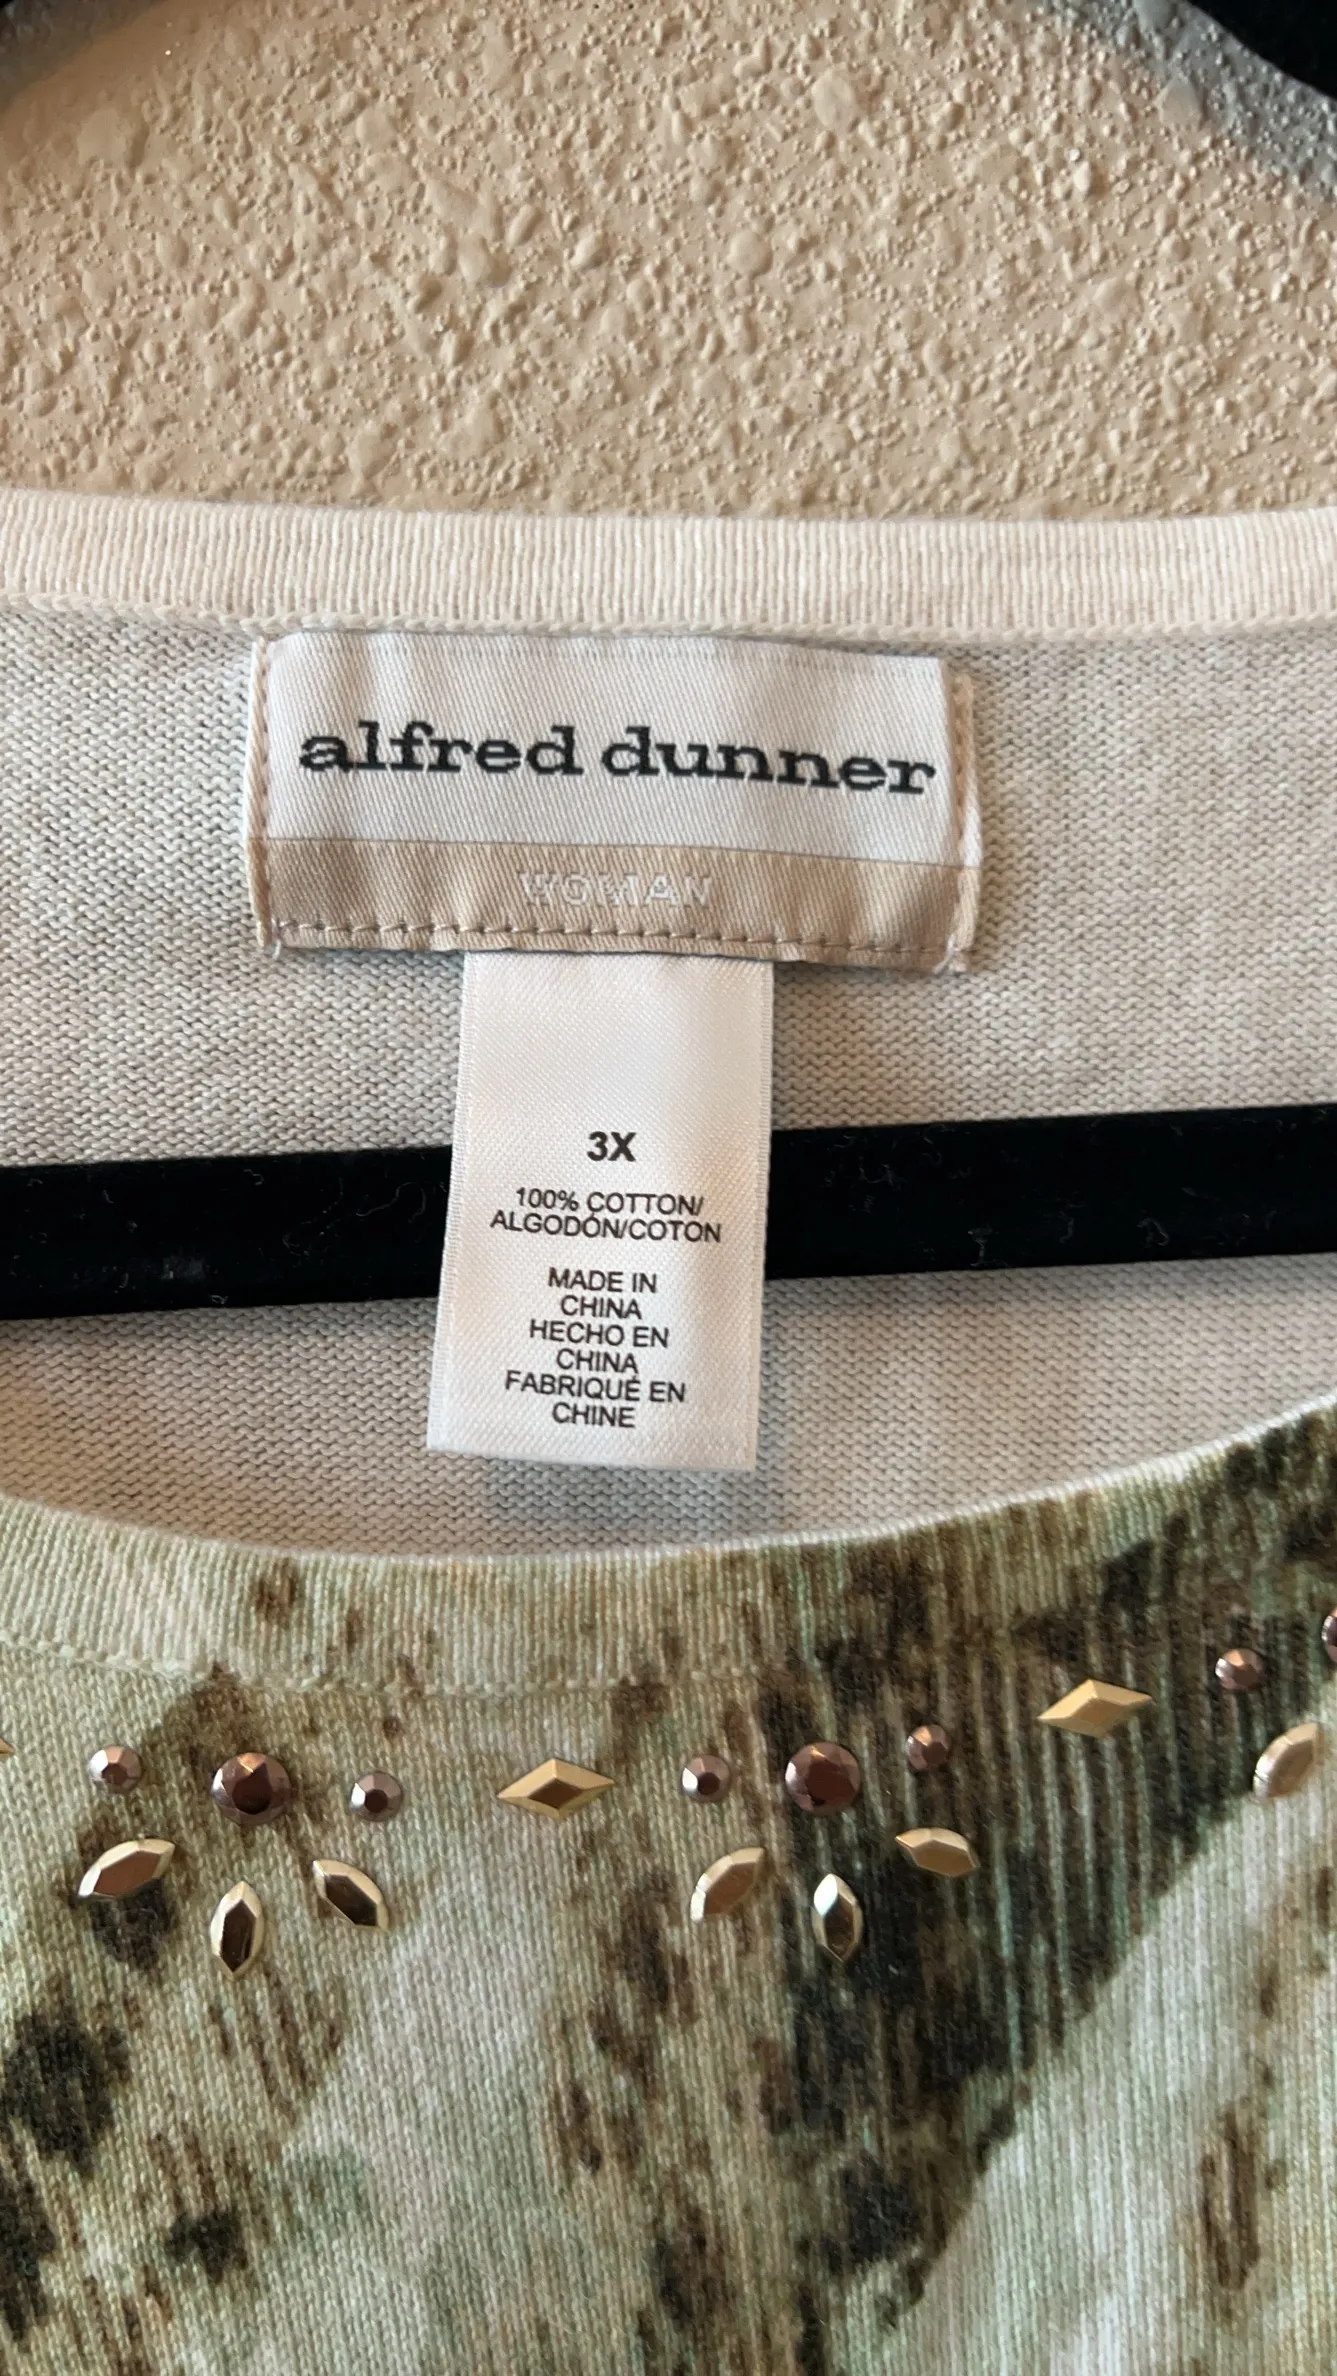 alfred dunner
WOMAN
3X
100% COTTON/
ALGODÓN/COTON
MADE IN
CHINA
HECHO EN
CHINA
FABRIQUÉ EN
CHINE